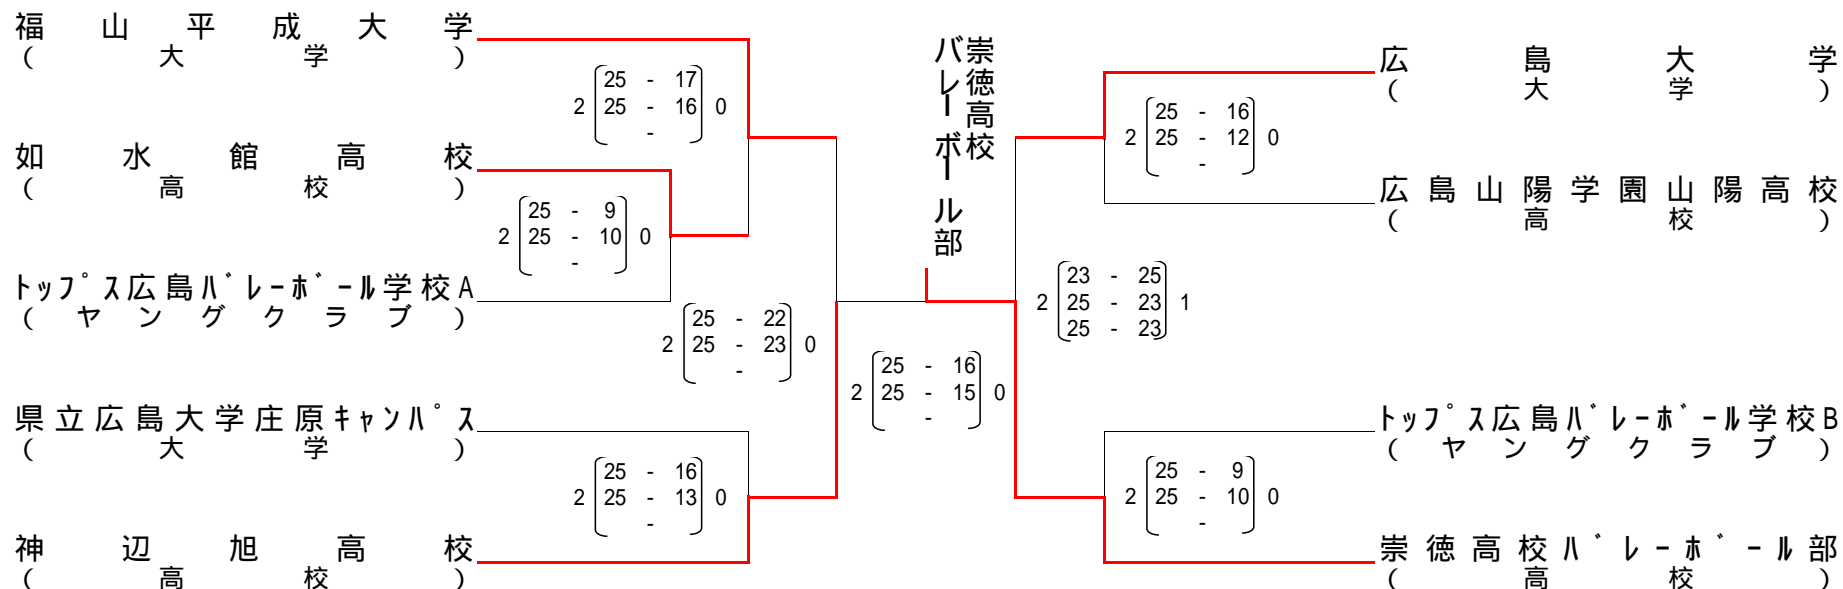 福山平成大学
(大学)
2 25 - 17 0
25 - 16
-
如水館高校
(高校)
2 25 - 9 0
25 - 10
-
ﾄｯﾌﾟｽ広島ﾊﾞﾚｰﾎﾞｰﾙ学校A
(ヤングクラブ)
2 25 - 22 0
25 - 23
-
県立広島大学庄原ｷｬﾝﾊﾟｽ
(大学)
2 25 - 16 0
25 - 13
-
神辺旭高校
(高校)
崇徳高校
バレーボール部
2 25 - 16 0
25 - 15
-
広島大学
(大学)
2 25 - 16 0
25 - 12
-
広島山陽学園山陽高校
(高校)
2 23 - 25 1
25 - 23
25 - 23
ﾄｯﾌﾟｽ広島ﾊﾞﾚｰﾎﾞｰﾙ学校B
(ヤングクラブ)
2 25 - 9 0
25 - 10
-
崇徳高校ﾊﾞﾚｰﾎﾞｰﾙ部
(高校)